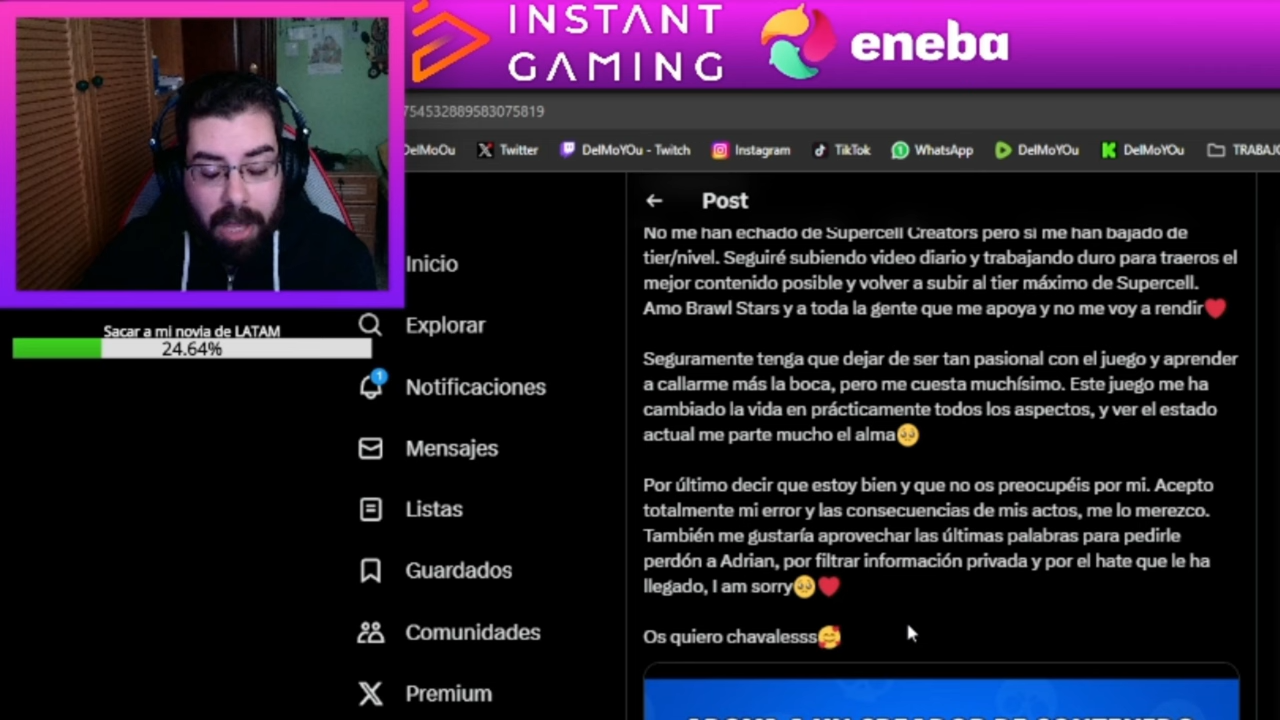 INSTANT
GAMING
eneba
754532889583075819
DelMoOu
Twitter
DelMoYOu - Twitch
Instagram
TikTok
WhatsApp
DelMoYOu
DelMoYOu
TRABAJO
Post
No me han echado de Supercell Creators pero si me han bajado de
tier/nivel. Seguiré subiendo video diario y trabajando duro para traeros el
mejor contenido posible y volver a subir al tier máximo de Supercell.
Amo Brawl Stars y a toda la gente que me apoya y no me voy a rendir❤️
Seguramente tenga que dejar de ser tan pasional con el juego y aprender
a callarme más la boca, pero me cuesta muchísimo. Este juego me ha
cambiado la vida en prácticamente todos los aspectos, y ver el estado
actual me parte mucho el alma🥺
Por último decir que estoy bien y que no os preocupéis por mi. Acepto
totalmente mi error y las consecuencias de mis actos, me lo merezco.
También me gustaría aprovechar las últimas palabras para pedirle
perdón a Adrian, por filtrar información privada y por el hate que le ha
llegado, I am sorry🥺❤️
Os quiero chavalesss🥰
Sacar a mi novia de LATAM
24.64%
Inicio
Explorar
1
Notificaciones
Mensajes
Listas
Guardados
Comunidades
Premium